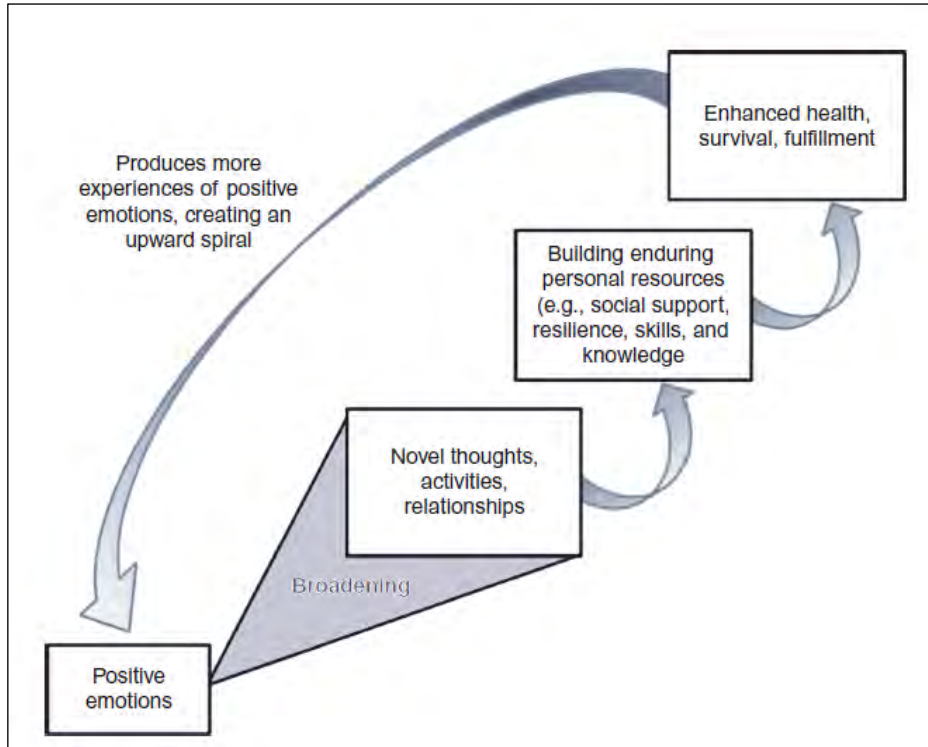 Enhanced health,
survival, fulfillment
Produces more
experiences of positive
emotions, creating an
upward spiral
Building enduring
personal resources
(e.g., social support,
resilience, skills, and
knowledge
Novel thoughts,
activities,
relationships
Broadening
Positive
emotions